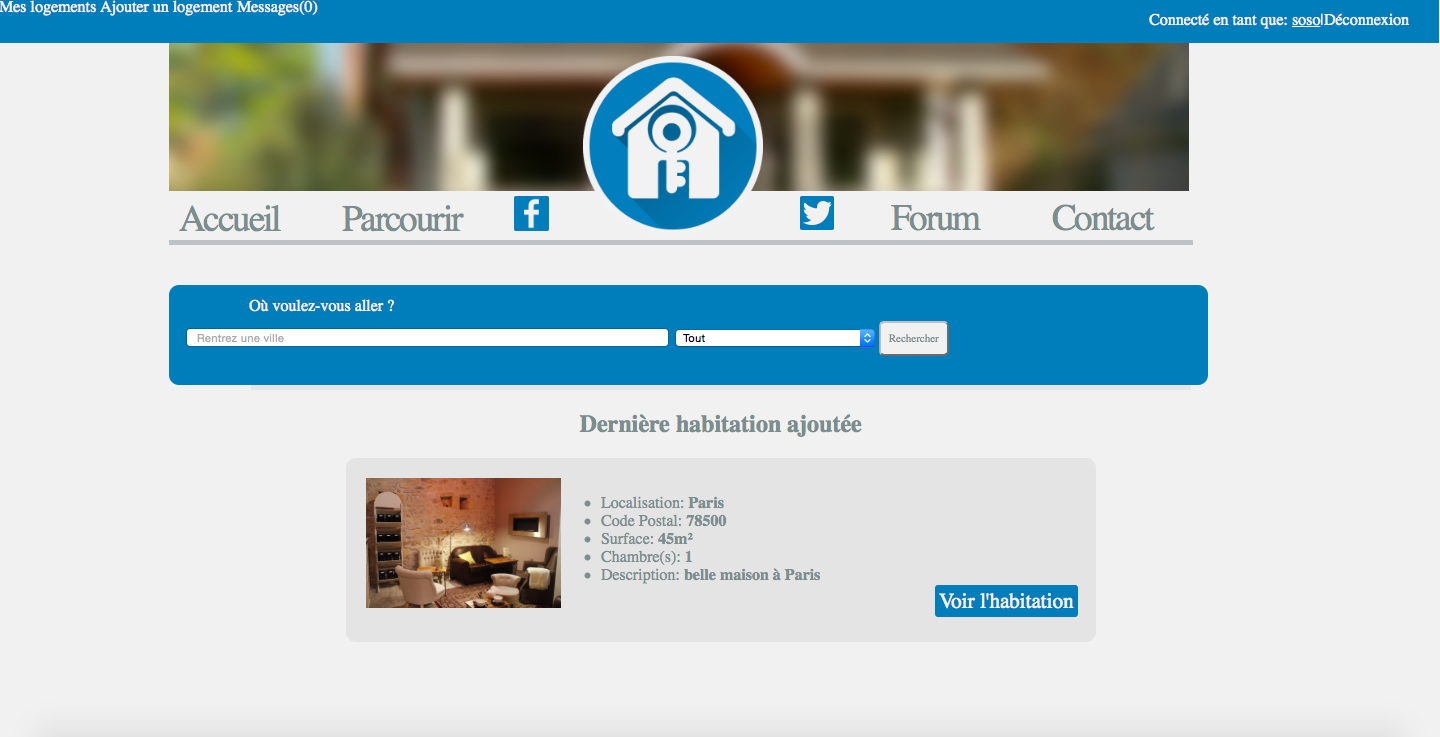 Mes logements Ajouter un logement Messages(0)
Connecté en tant que: soso|Déconnexion
Accueil Parcourir Forum Contact
Où voulez-vous aller ?
Rentrez une ville Tout Rechercher
Dernière habitation ajoutée
Localisation: Paris
Code Postal: 78500
Surface: 45m²
Chambre(s): 1
Description: belle maison à Paris
Voir l'habitation